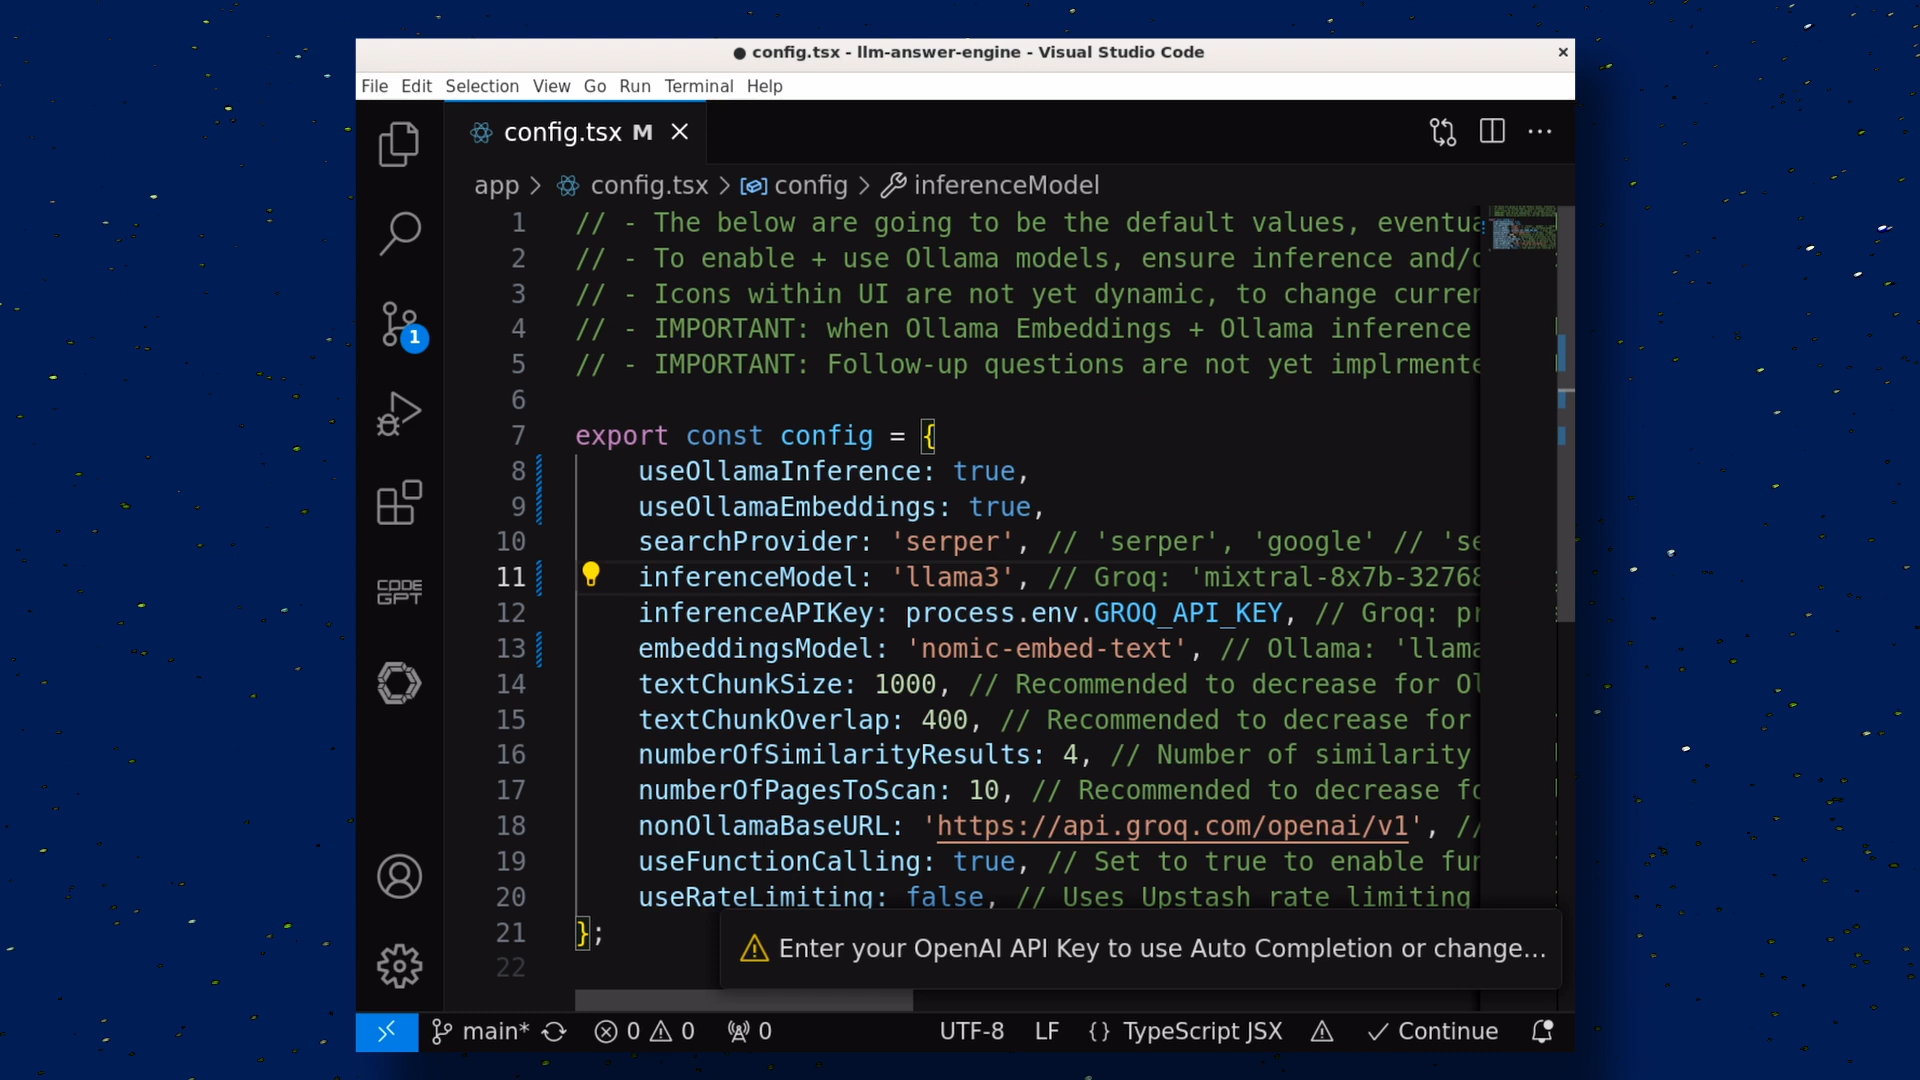 ● config.tsx - llm-answer-engine - Visual Studio Code ×
File Edit Selection View Go Run Terminal Help
config.tsx M
app > config.tsx > config > inferenceModel
1 // - The below are going to be the default values, eventua
2 // - To enable + use Ollama models, ensure inference and/
3 // - Icons within UI are not yet dynamic, to change curren
4 // - IMPORTANT: when Ollama Embeddings + Ollama inference
5 // - IMPORTANT: Follow-up questions are not yet implrmente
6
7 export const config = {
8 useOllamaInference: true,
9 useOllamaEmbeddings: true,
10 searchProvider: 'serper', // 'serper', 'google' // 'se
11 inferenceModel: 'llama3', // Groq: 'mixtral-8x7b-32768
12 inferenceAPIKey: process.env.GROQ_API_KEY, // Groq: pr
13 embeddingsModel: 'nomic-embed-text', // Ollama: 'llama
14 textChunkSize: 1000, // Recommended to decrease for Ol
15 textChunkOverlap: 400, // Recommended to decrease for
16 numberOfSimilarityResults: 4, // Number of similarity
17 numberOfPagesToScan: 10, // Recommended to decrease fo
18 nonOllamaBaseURL: 'https://api.groq.com/openai/v1', //
19 useFunctionCalling: true, // Set to true to enable fun
20 useRateLimiting: false, // Uses Upstash rate limiting
21 };
22
1
CODE
GPT
Enter your OpenAI API Key to use Auto Completion or change...
main* 0 0 0 UTF-8 LF {} TypeScript JSX Continue